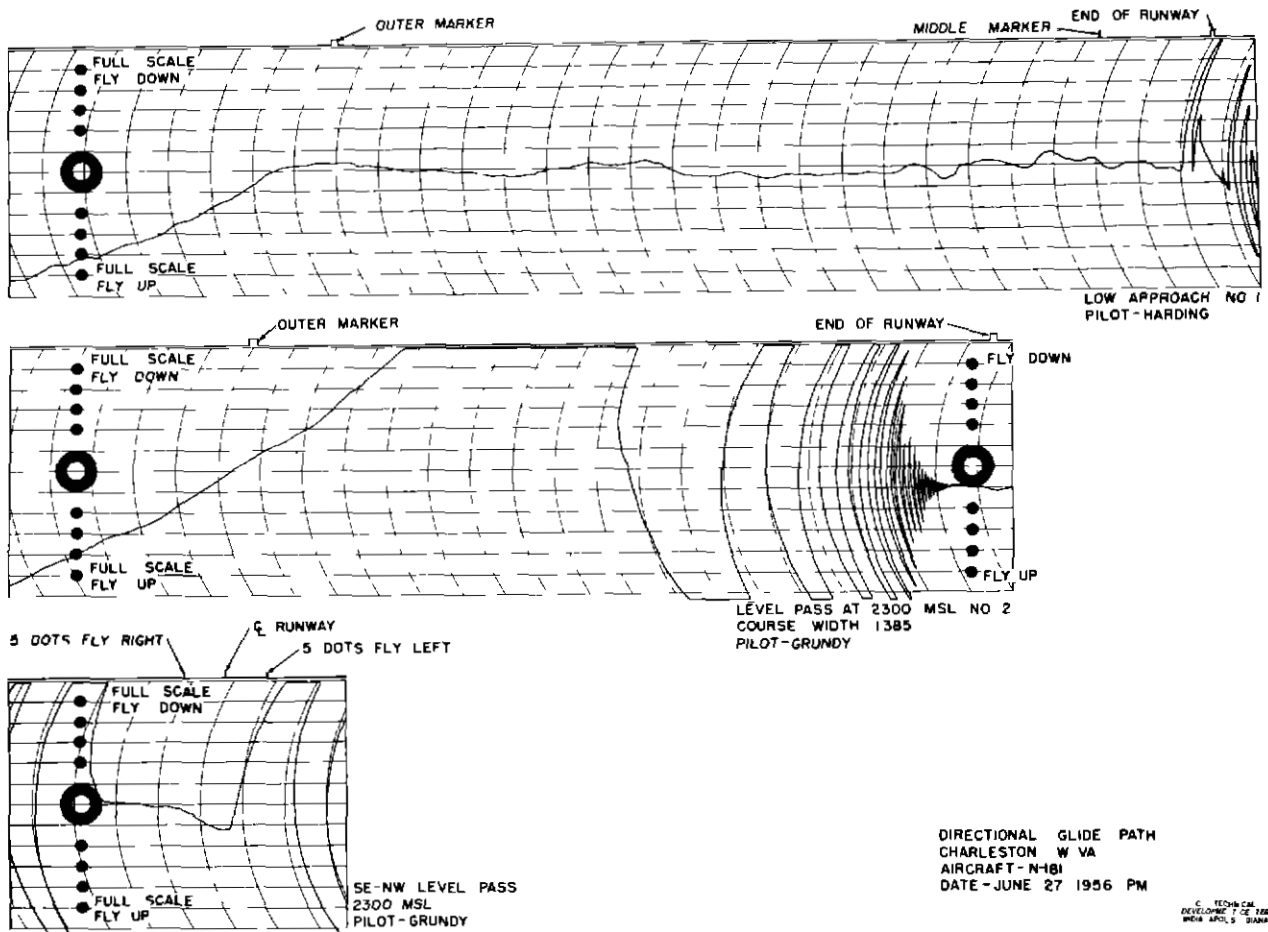 OUTER MARKER
MIDDLE MARKER
END OF RUNWAY
FULL SCALE
FLY DOWN
FULL SCALE
FLY UP
LOW APPROACH NO 1
PILOT-HARDING
OUTER MARKER
END OF RUNWAY
FULL SCALE
FLY DOWN
FLY DOWN
FULL SCALE
FLY UP
FLY UP
LEVEL PASS AT 2300 MSL NO 2
COURSE WIDTH 1385
PILOT-GRUNDY
5 DOTS FLY RIGHT
℄ RUNWAY
5 DOTS FLY LEFT
FULL SCALE
FLY DOWN
FULL SCALE
FLY UP
SE-NW LEVEL PASS
2300 MSL
PILOT-GRUNDY
DIRECTIONAL GLIDE PATH
CHARLESTON W VA
AIRCRAFT-N-181
DATE-JUNE 27 1956 PM